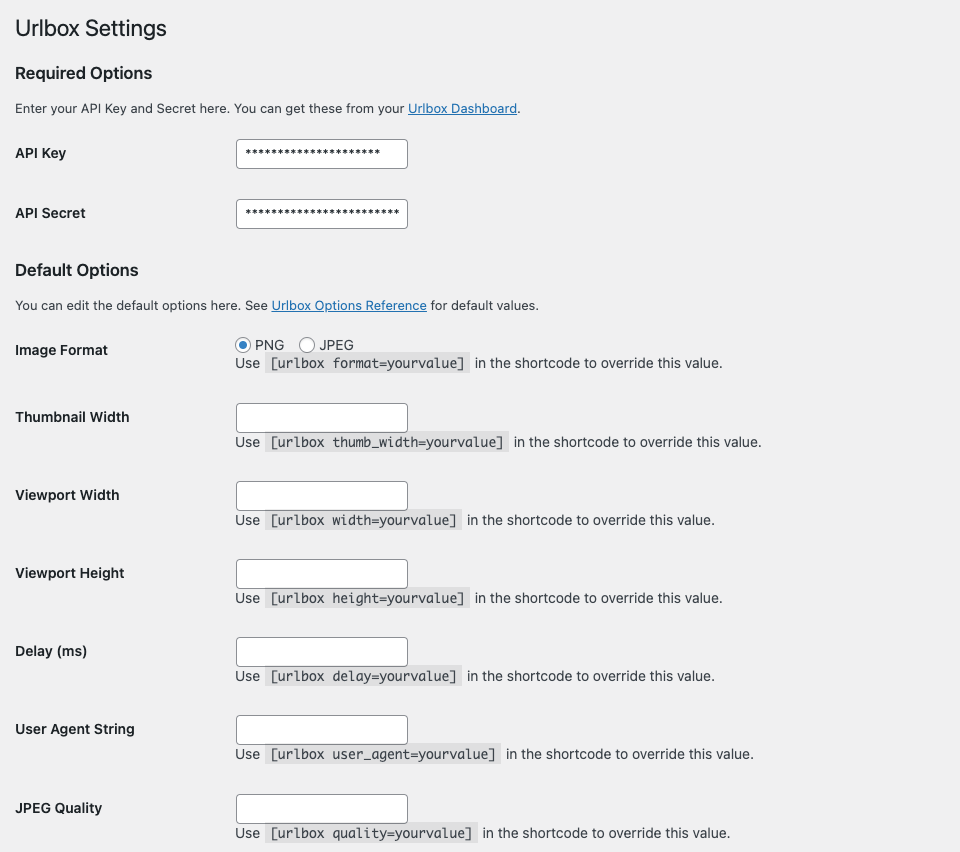 Urlbox Settings
Required Options
Enter your API Key and Secret here. You can get these from your Urlbox Dashboard.
API Key
*********************
API Secret
************************
Default Options
You can edit the default options here. See Urlbox Options Reference for default values.
Image Format
PNG JPEG
Use [urlbox format=yourvalue] in the shortcode to override this value.
Thumbnail Width
Use [urlbox thumb_width=yourvalue] in the shortcode to override this value.
Viewport Width
Use [urlbox width=yourvalue] in the shortcode to override this value.
Viewport Height
Use [urlbox height=yourvalue] in the shortcode to override this value.
Delay (ms)
Use [urlbox delay=yourvalue] in the shortcode to override this value.
User Agent String
Use [urlbox user_agent=yourvalue] in the shortcode to override this value.
JPEG Quality
Use [urlbox quality=yourvalue] in the shortcode to override this value.